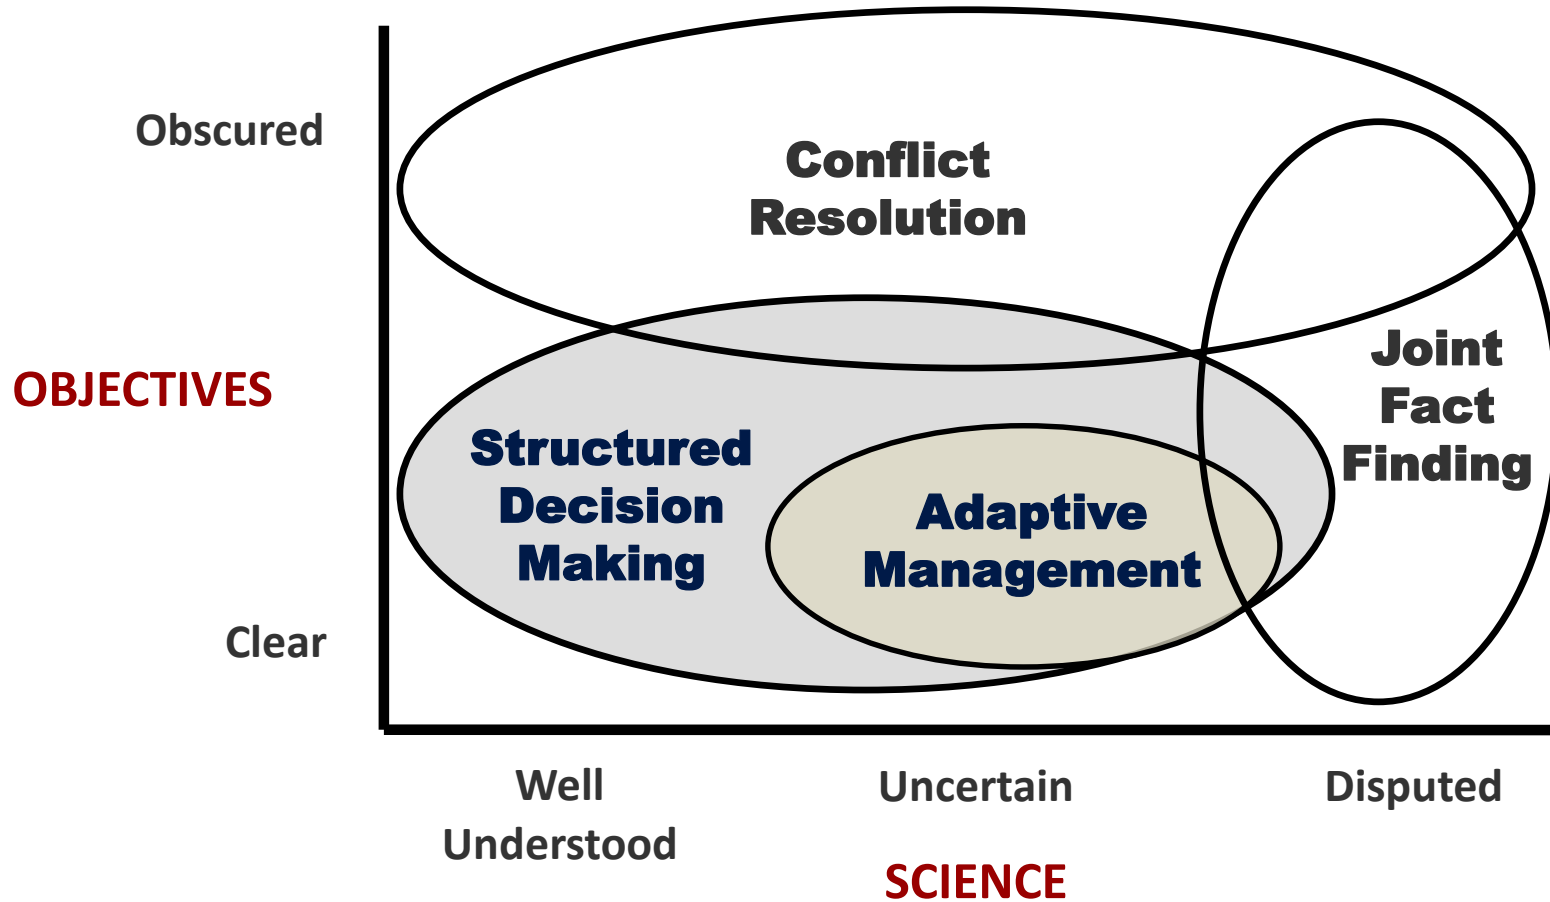 Obscured
Conflict
Resolution
OBJECTIVES
Joint
Fact
Finding
Structured
Decision
Making
Adaptive
Management
Clear
Well
Understood
Uncertain
Disputed
SCIENCE